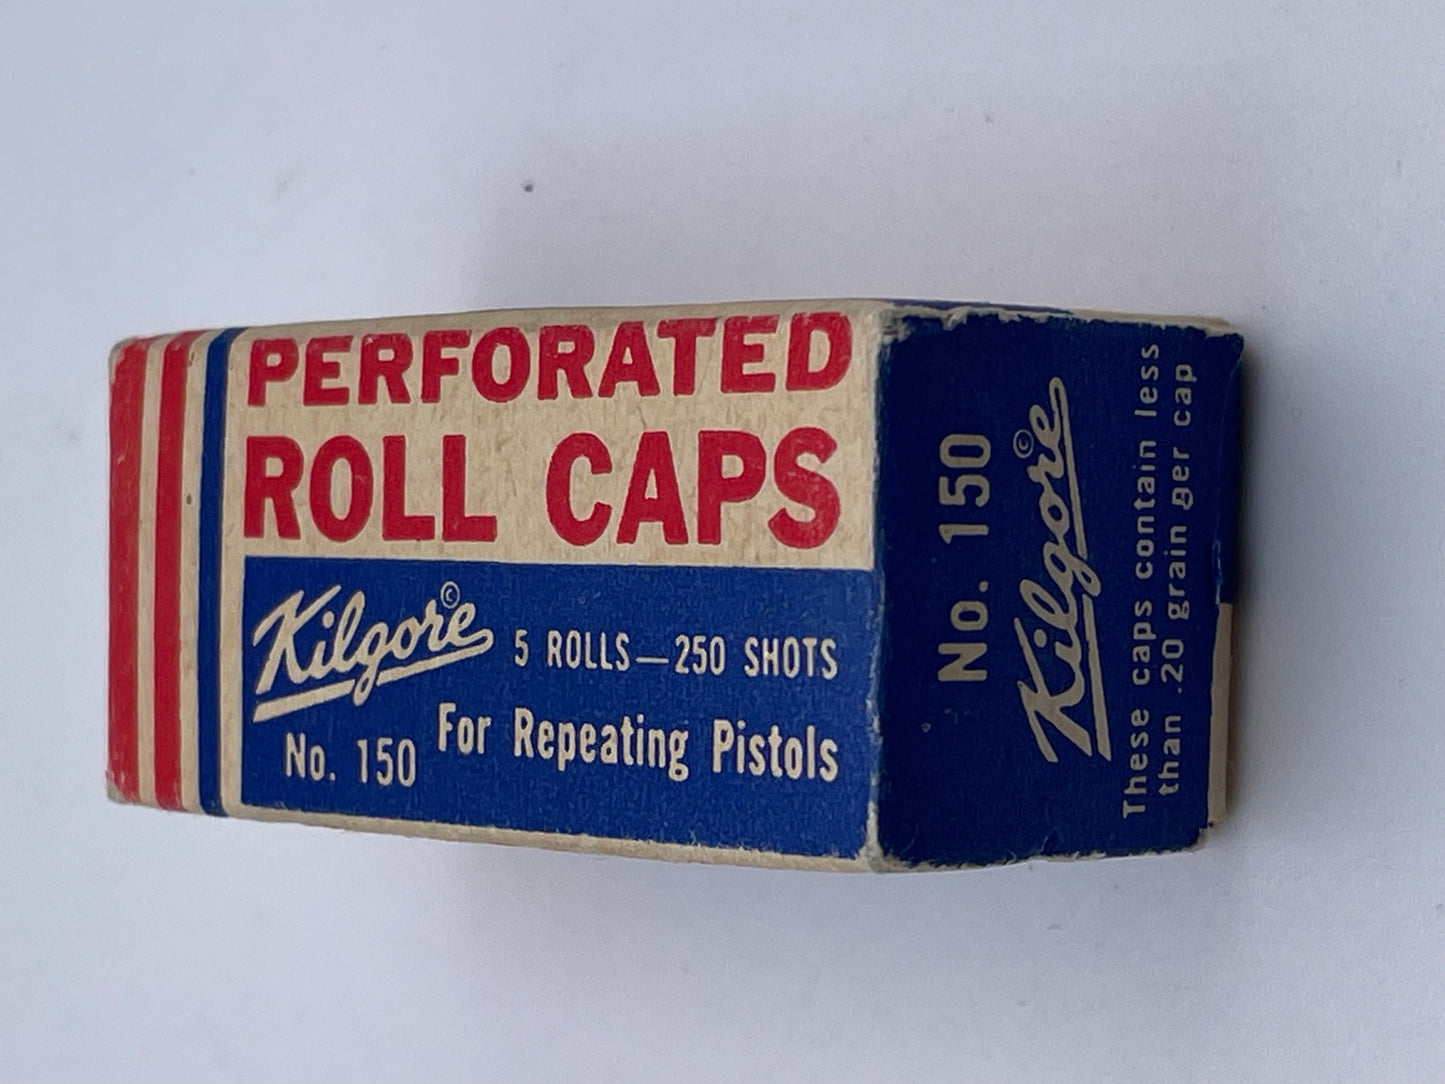 PERFORATED
ROLL CAPS
Kilgore ©
5 ROLLS—250 SHOTS
No. 150
For Repeating Pistols
No. 150
Kilgore ©
These caps contain less
than .20 grain per cap